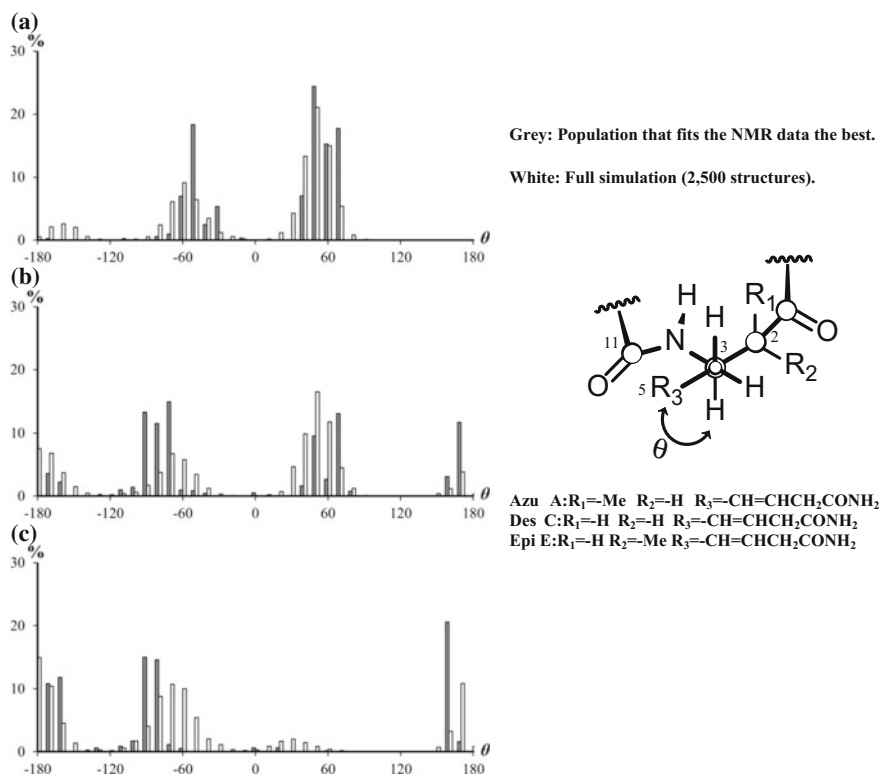 (a)
%
30
20
10
0
-180 -120 -60 0 60 120 180
θ
(b)
%
30
20
10
0
-180 -120 -60 0 60 120 180
θ
(c)
%
30
20
10
0
-180 -120 -60 0 60 120 180
θ
Grey: Population that fits the NMR data the best.
White: Full simulation (2,500 structures).
H
H
R1
11
N
3
2
O
O
5 R3
H
R2
H
θ
Azu A:R1=-Me R2=-H R3=-CH=CHCH2CONH2
Des C:R1=-H R2=-H R3=-CH=CHCH2CONH2
Epi E:R1=-H R2=-Me R3=-CH=CHCH2CONH2